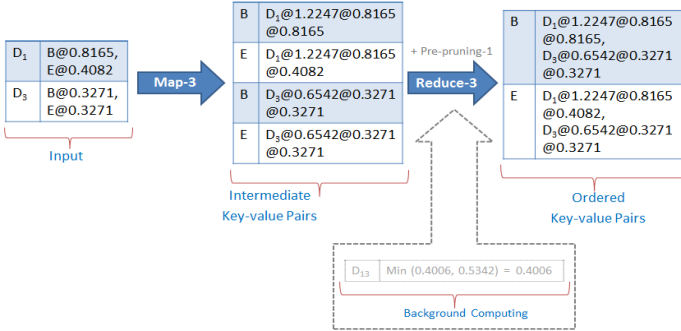 D1
B@0.8165,
E@0.4082
D3
B@0.3271,
E@0.3271
Input
Map-3
B
D1@1.2247@0.8165
@0.8165
E
D1@1.2247@0.8165
@0.4082
B
D3@0.6542@0.3271
@0.3271
E
D3@0.6542@0.3271
@0.3271
Intermediate
Key-value Pairs
+ Pre-pruning-1
Reduce-3
B
D1@1.2247@0.8165
@0.8165,
D3@0.6542@0.3271
@0.3271
E
D1@1.2247@0.8165
@0.4082,
D3@0.6542@0.3271
@0.3271
Ordered
Key-value Pairs
D13
Min (0.4006, 0.5342) = 0.4006
Background Computing